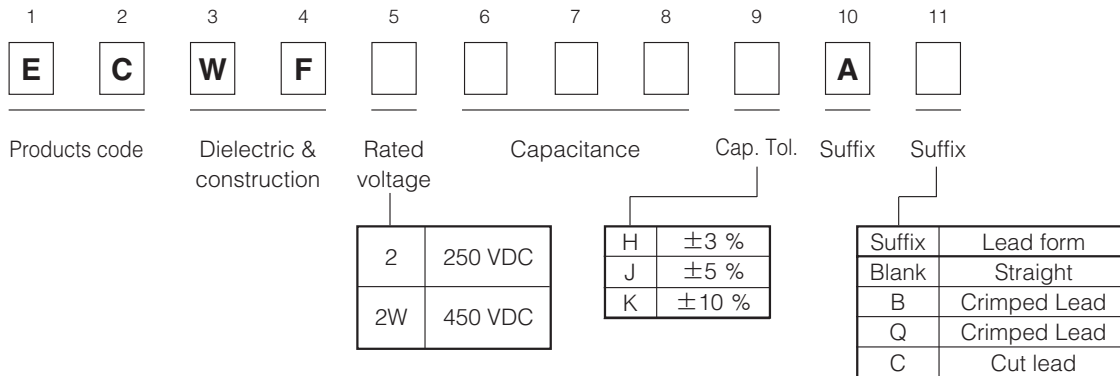 1 2 3 4 5 6 7 8 9 10 11
E C W F A
Products code
Dielectric &
construction
Rated
voltage
Capacitance
Cap. Tol.
Suffix
Suffix
2 250 VDC
2W 450 VDC
H ±3 %
J ±5 %
K ±10 %
Suffix Lead form
Blank Straight
B Crimped Lead
Q Crimped Lead
C Cut lead